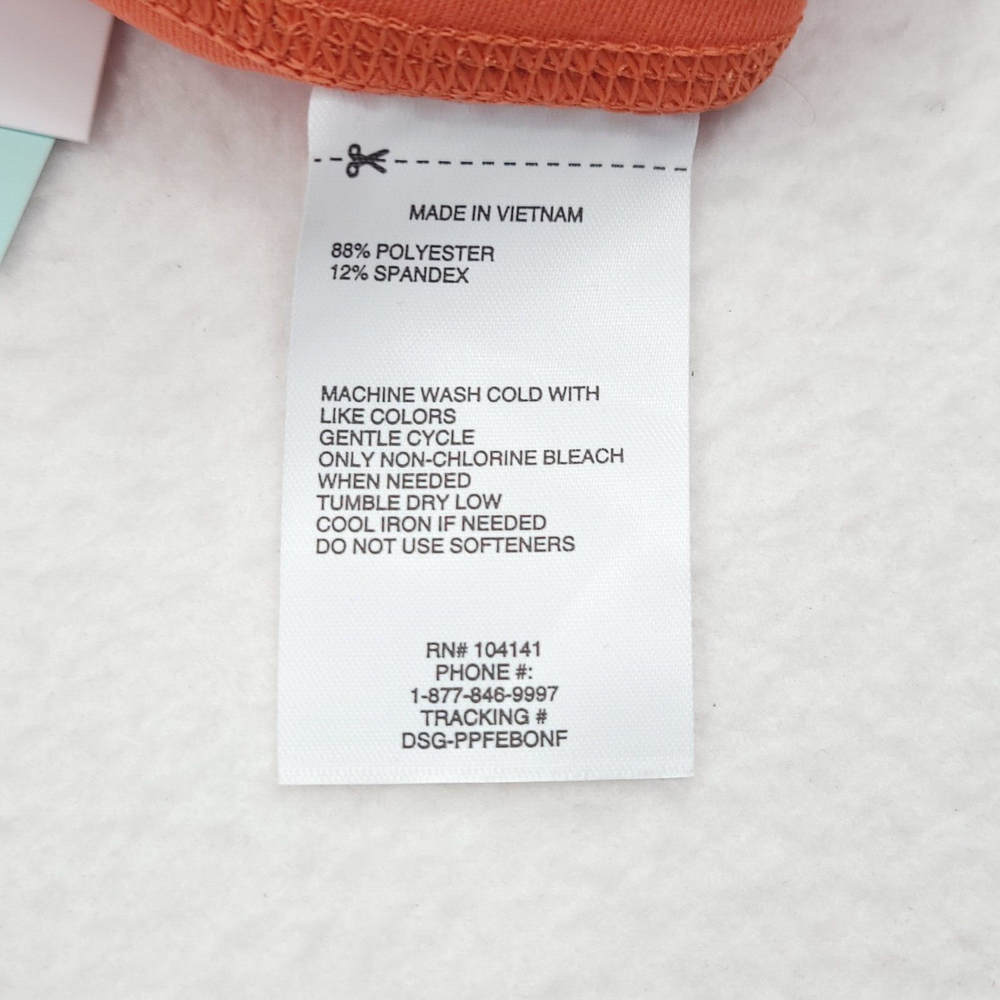 MADE IN VIETNAM
88% POLYESTER
12% SPANDEX
MACHINE WASH COLD WITH
LIKE COLORS
GENTLE CYCLE
ONLY NON-CHLORINE BLEACH
WHEN NEEDED
TUMBLE DRY LOW
COOL IRON IF NEEDED
DO NOT USE SOFTENERS
RN# 104141
PHONE #:
1-877-846-9997
TRACKING #
DSG-PPFEBONF